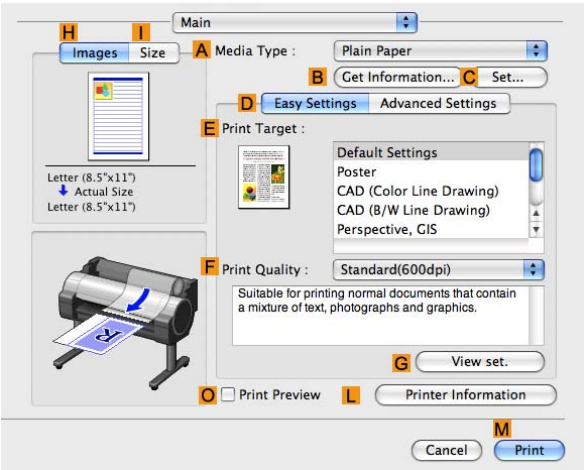 Main
H
I
Images
Size
A
Media Type :
Plain Paper
B
Get Information...
C
Set...
D
Easy Settings
Advanced Settings
E
Print Target :
Default Settings
Poster
CAD (Color Line Drawing)
CAD (B/W Line Drawing)
Perspective, GIS
Letter (8.5"x11")
Actual Size
Letter (8.5"x11")
F
Print Quality :
Standard(600dpi)
Suitable for printing normal documents that contain
a mixture of text, photographs and graphics.
G
View set.
O
Print Preview
L
Printer Information
M
Cancel
Print